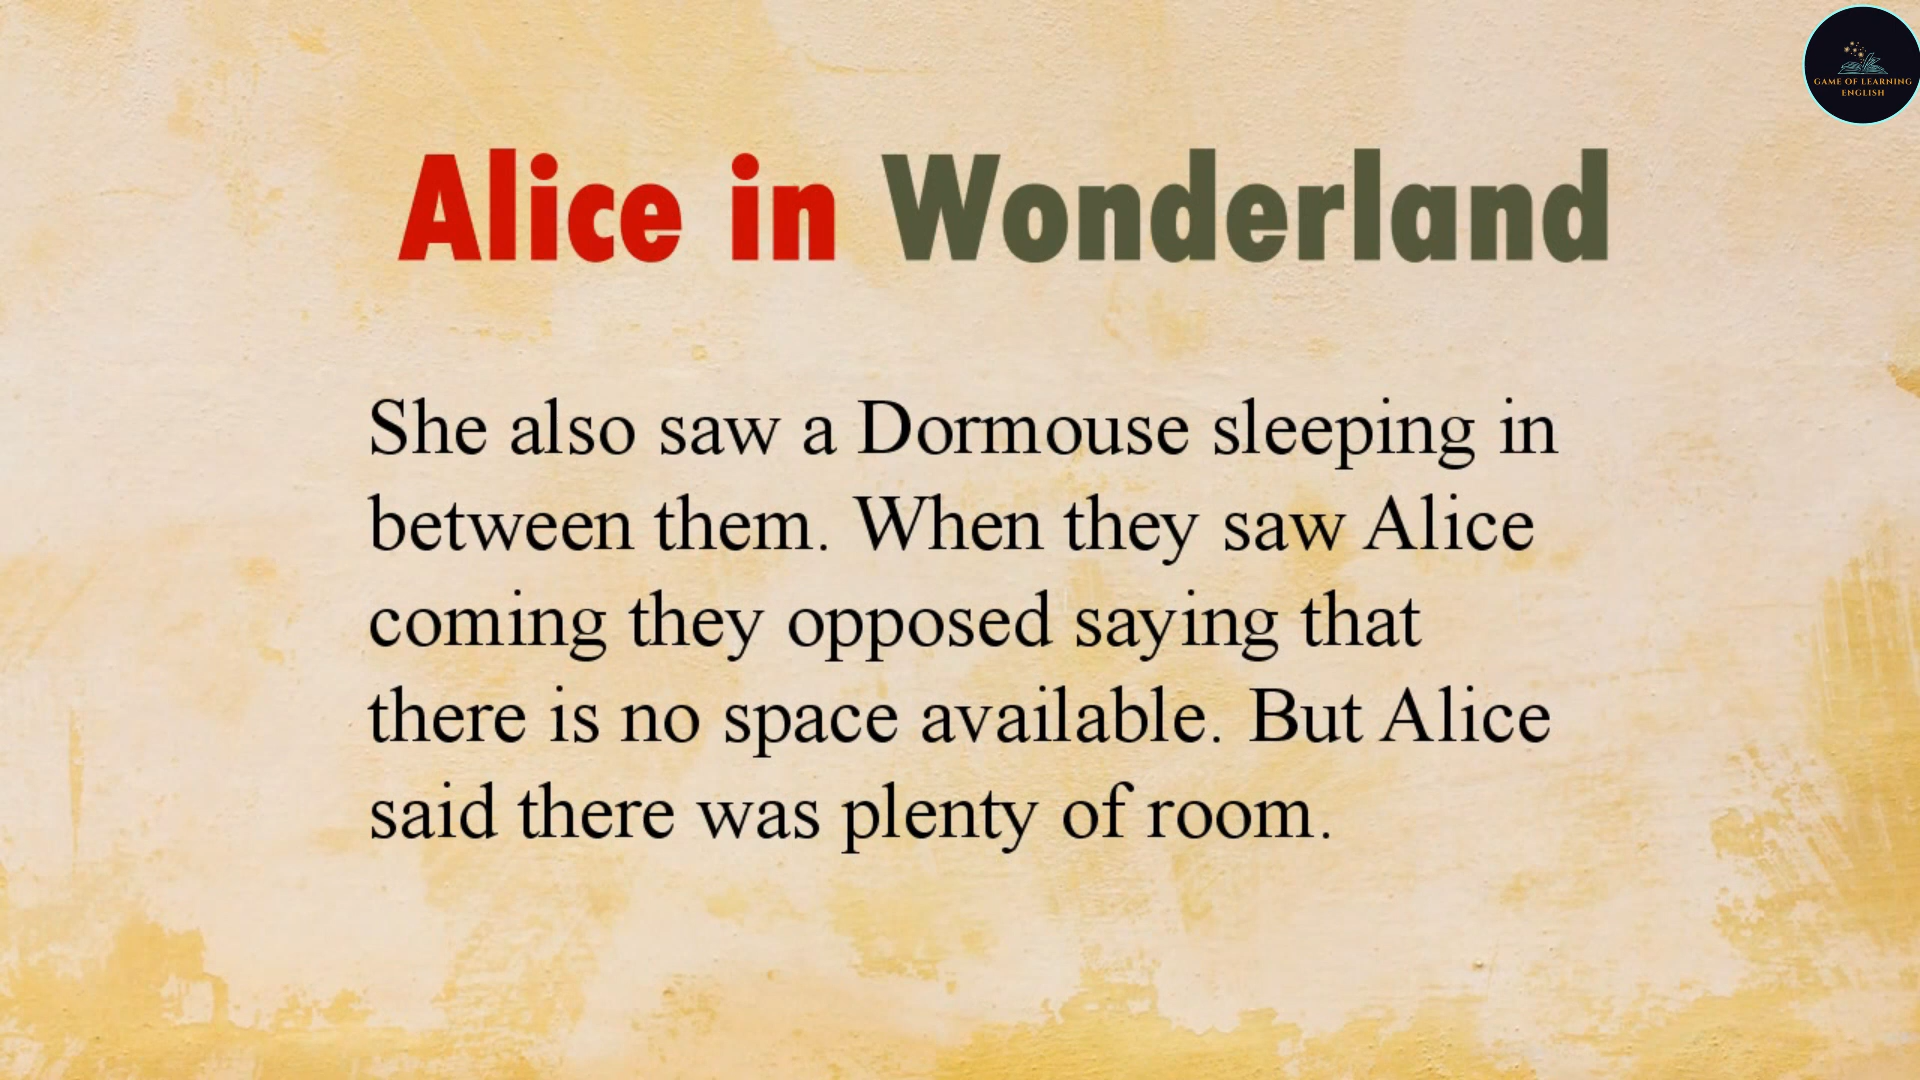 GAME OF LEARNING
ENGLISH
Alice in Wonderland
She also saw a Dormouse sleeping in
between them. When they saw Alice
coming they opposed saying that
there is no space available. But Alice
said there was plenty of room.